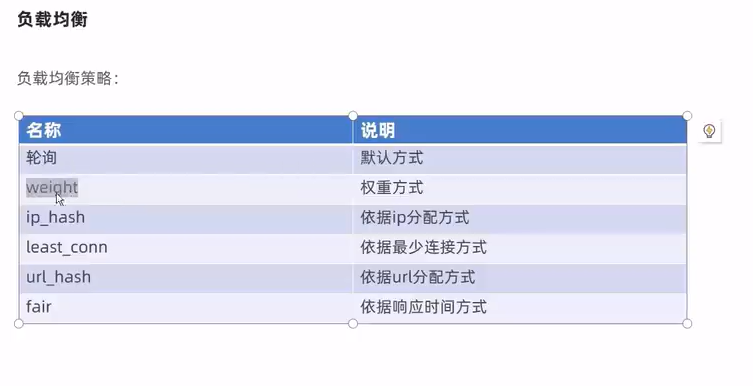 负载均衡
负载均衡策略：
名称 说明
轮询 默认方式
weight 权重方式
ip_hash 依据ip分配方式
least_conn 依据最少连接方式
url_hash 依据url分配方式
fair 依据响应时间方式